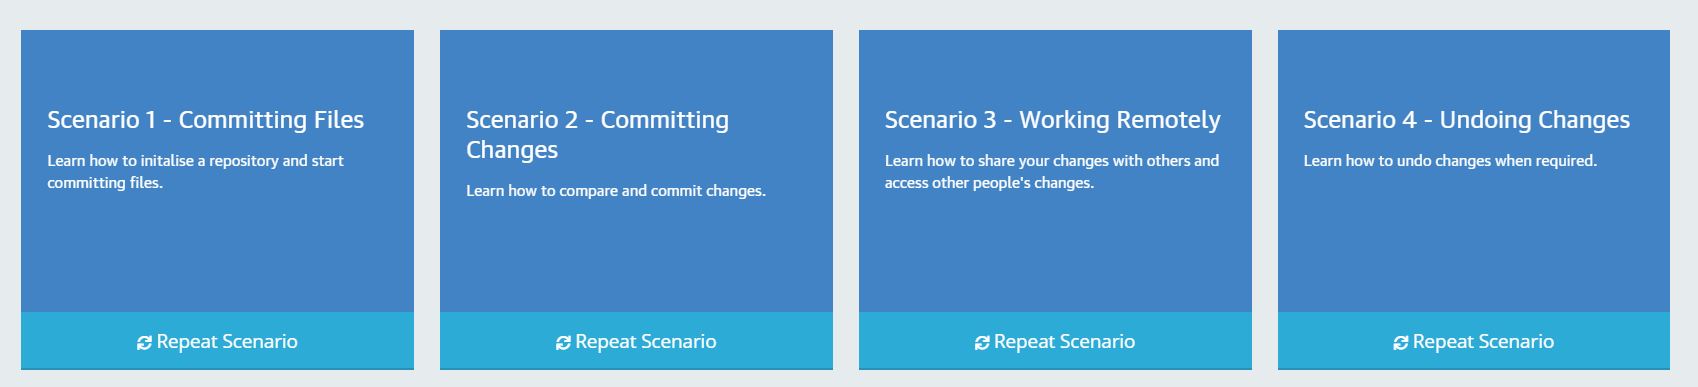 Scenario 1 - Committing Files
Learn how to initalise a repository and start
committing files.
Repeat Scenario
Scenario 2 - Committing
Changes
Learn how to compare and commit changes.
Repeat Scenario
Scenario 3 - Working Remotely
Learn how to share your changes with others and
access other people's changes.
Repeat Scenario
Scenario 4 - Undoing Changes
Learn how to undo changes when required.
Repeat Scenario